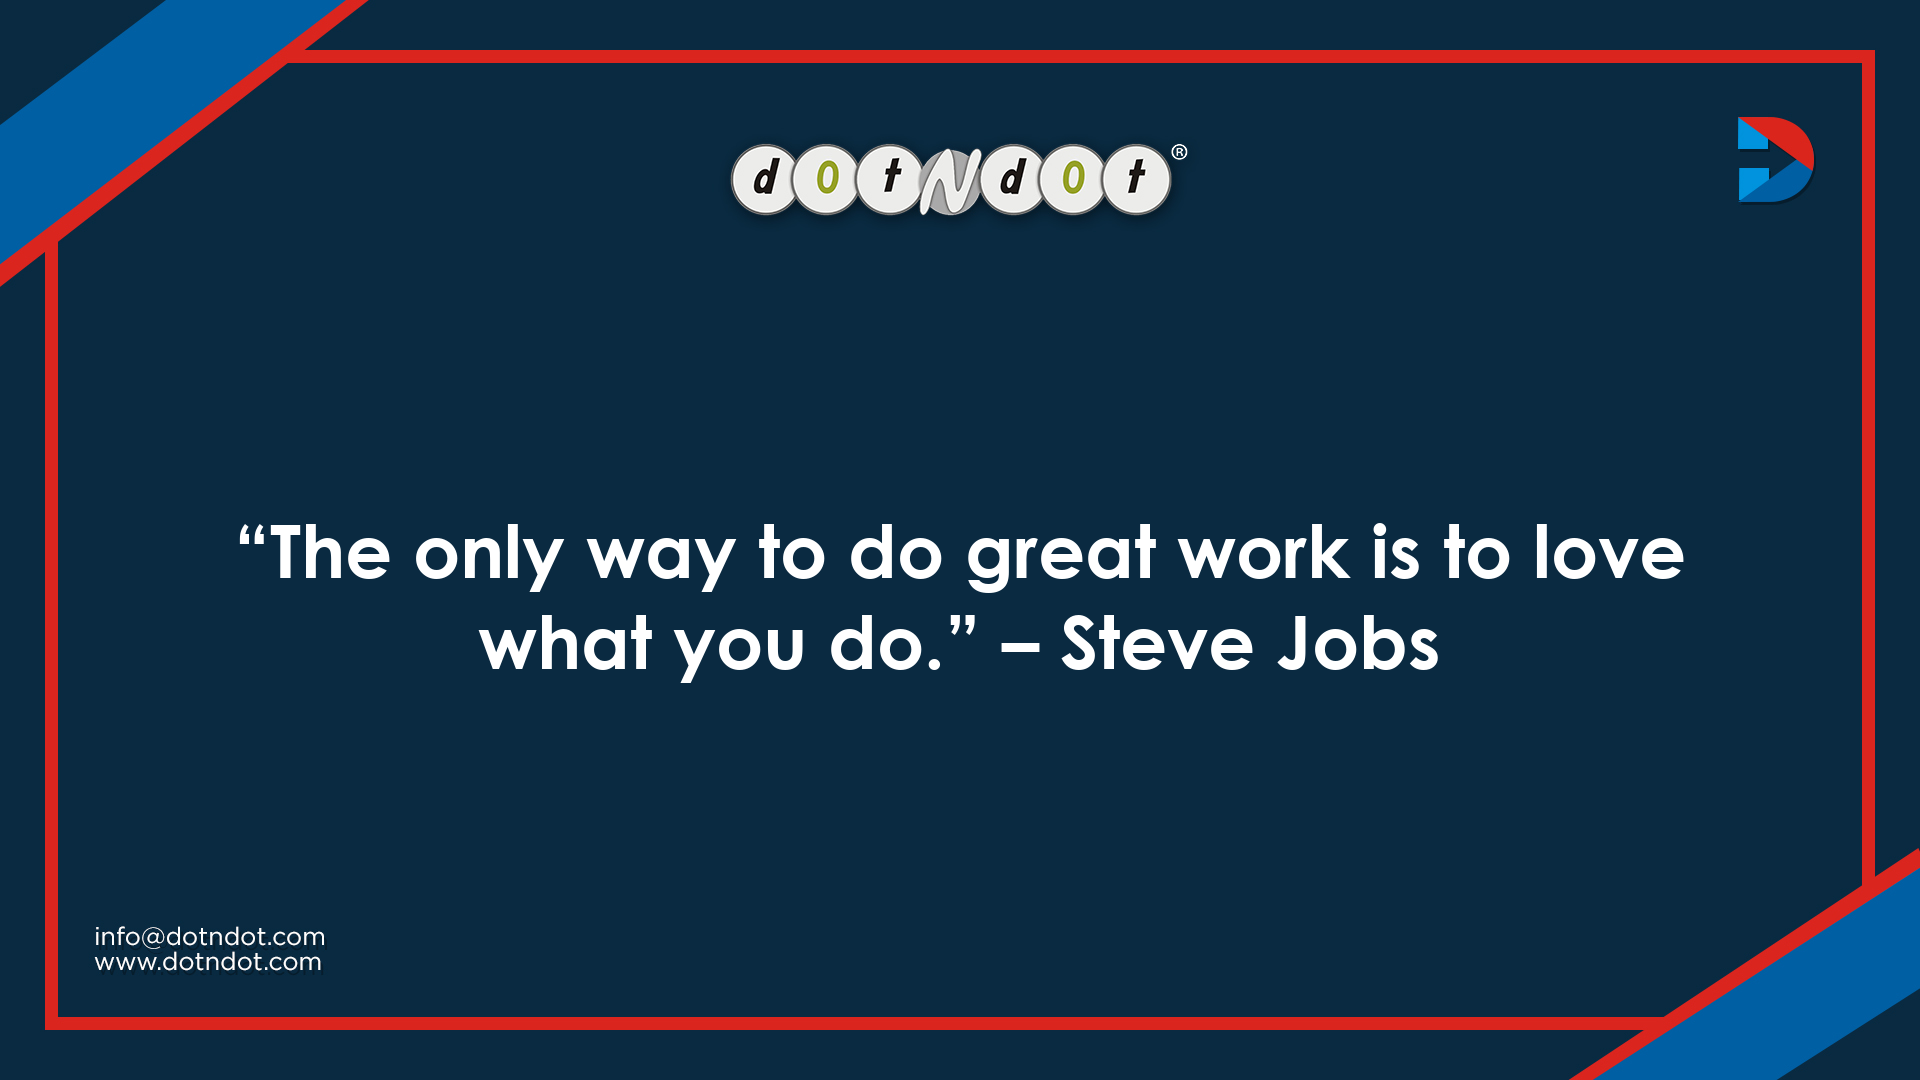 dotNdot®
“The only way to do great work is to love
what you do.” – Steve Jobs
info@dotndot.com
www.dotndot.com